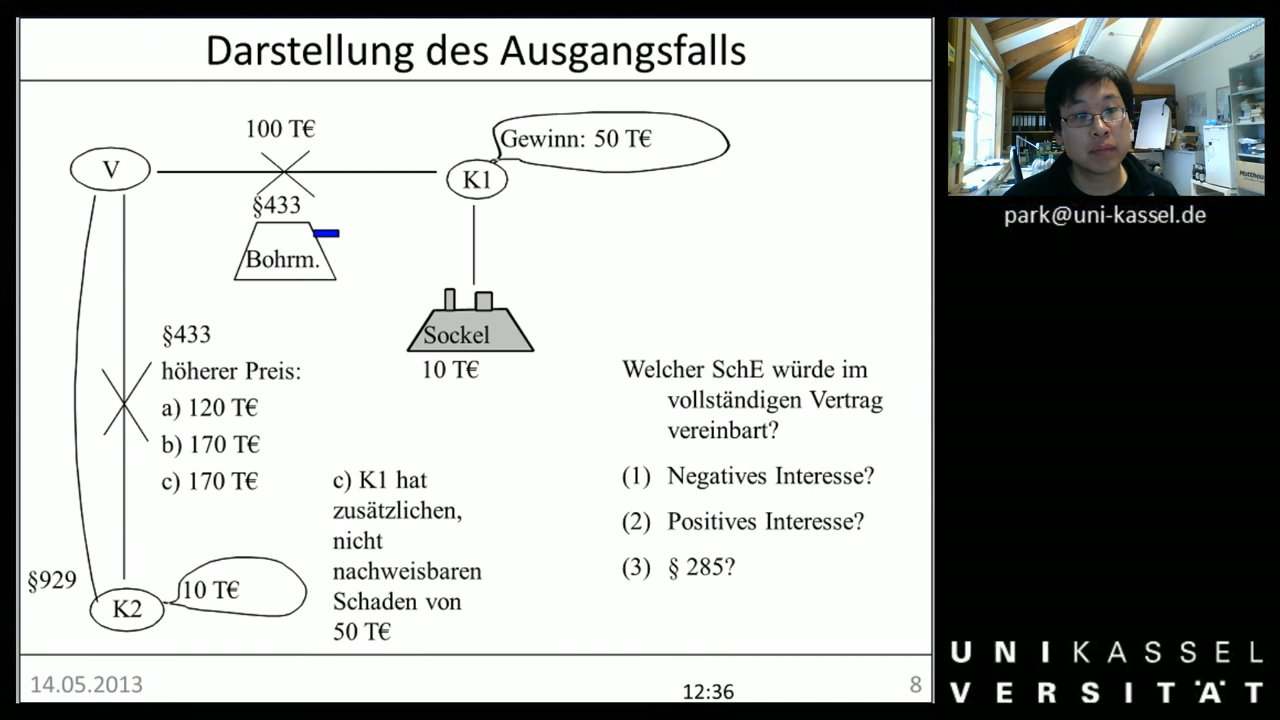 Darstellung des Ausgangsfalls
100 T€
Gewinn: 50 T€
V
K1
§433
Bohrm.
Sockel
10 T€
§433
höherer Preis:
a) 120 T€
b) 170 T€
c) 170 T€
c) K1 hat
zusätzlichen,
nicht
nachweisbaren
Schaden von
50 T€
Welcher SchE würde im
vollständigen Vertrag
vereinbart?
(1) Negatives Interesse?
(2) Positives Interesse?
(3) § 285?
§929
10 T€
K2
14.05.2013
12:36
8
park@uni-kassel.de
UNIKASSEL
VERSITÄT